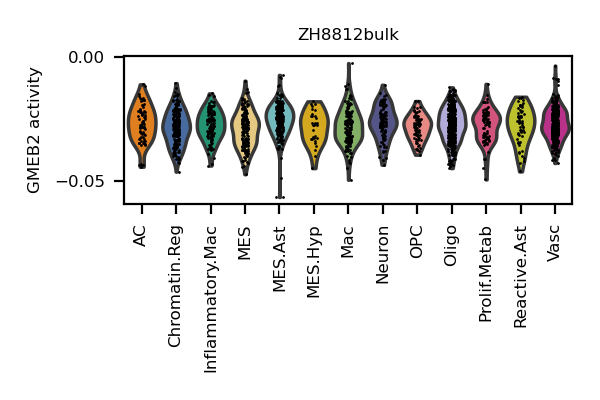 ZH8812bulk
GMEB2 activity
0.00
−0.05
AC
Chromatin.Reg
Inflammatory.Mac
MES
MES.Ast
MES.Hyp
Mac
Neuron
OPC
Oligo
Prolif.Metab
Reactive.Ast
Vasc